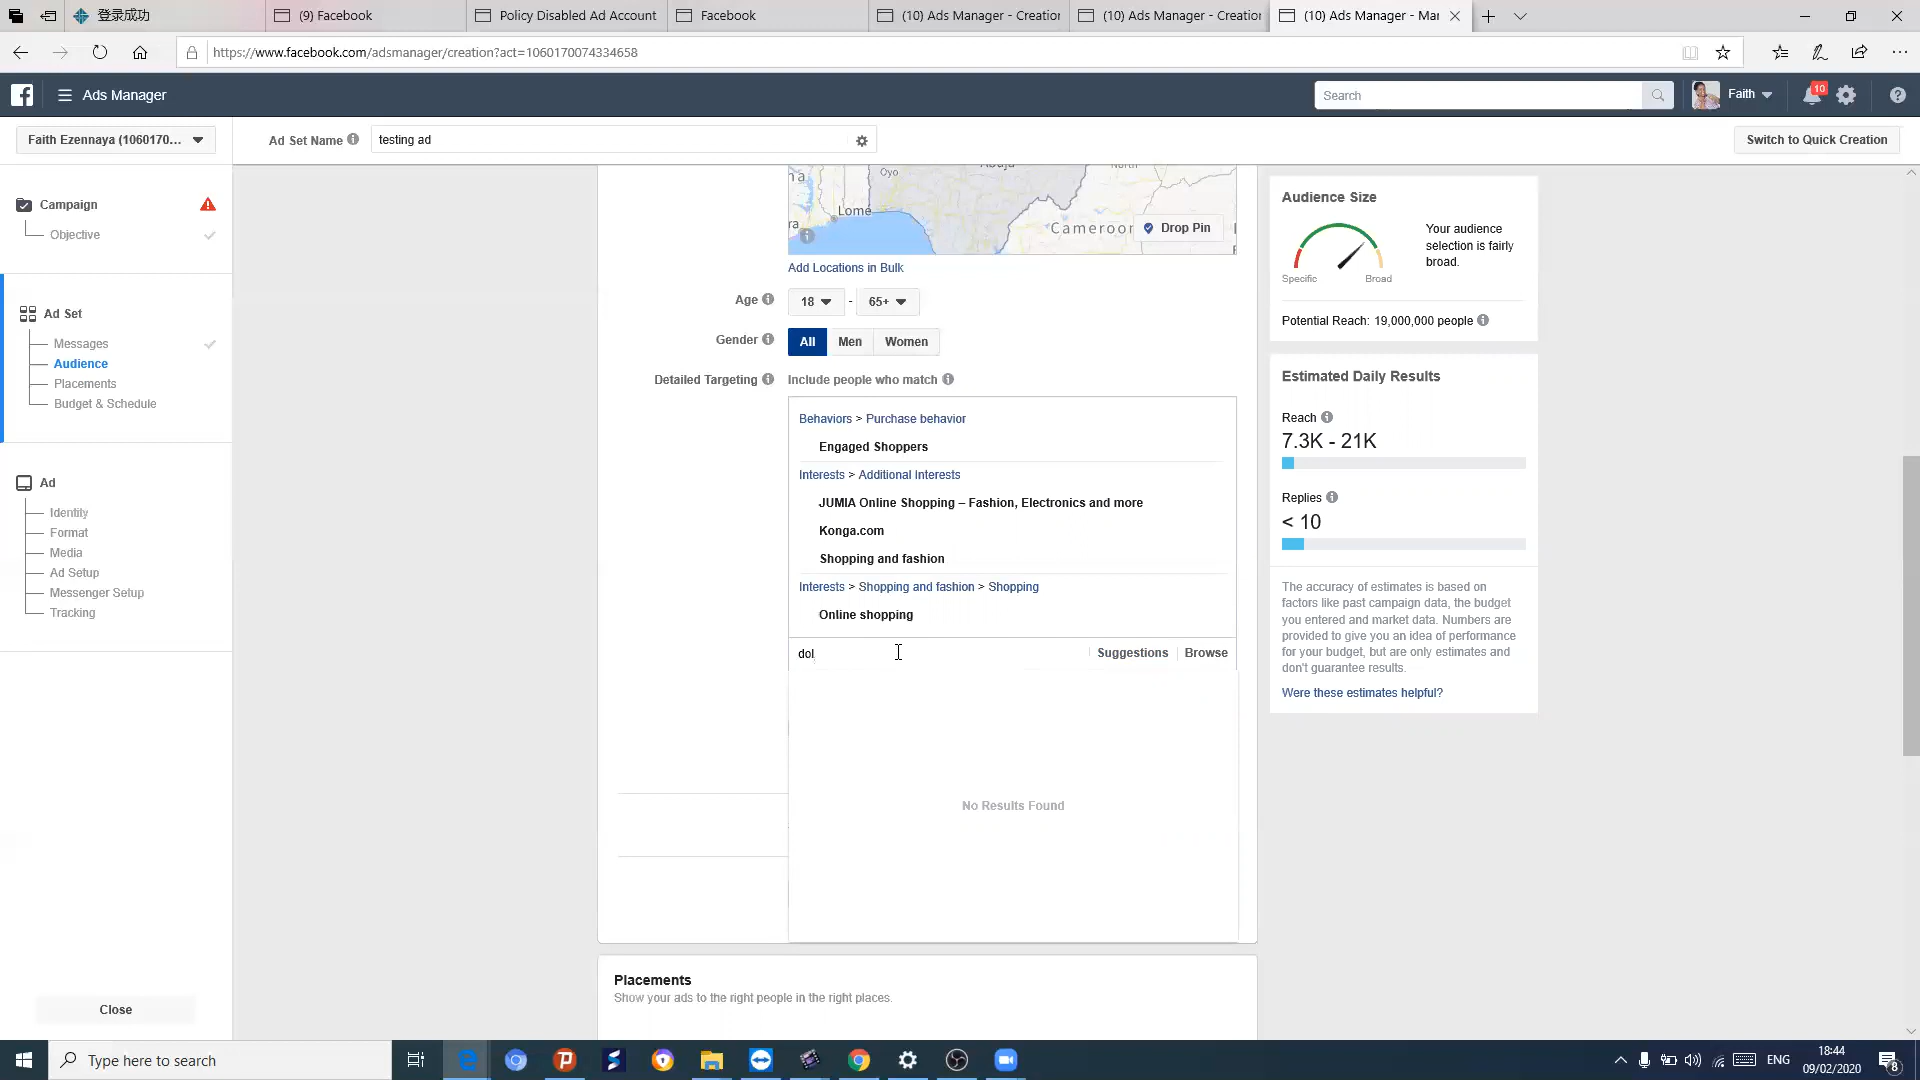 登录成功
(9) Facebook
Policy Disabled Ad Account
Facebook
(10) Ads Manager - Creation
(10) Ads Manager - Creation
(10) Ads Manager - Mar
https://www.facebook.com/adsmanager/creation?act=1060170074334658
Ads Manager
Search
Faith
10
Faith Ezennaya (1060170...
Ad Set Name
testing ad
Switch to Quick Creation
Campaign
Objective
Ad Set
Messages
Audience
Placements
Budget & Schedule
Ad
Identity
Format
Media
Ad Setup
Messenger Setup
Tracking
Close
Oyo
Abuja
Lomé
Cameroon
Drop Pin
Add Locations in Bulk
Age
18
-
65+
Gender
All
Men
Women
Detailed Targeting
Include people who match
Behaviors > Purchase behavior
Engaged Shoppers
Interests > Additional Interests
JUMIA Online Shopping – Fashion, Electronics and more
Konga.com
Shopping and fashion
Interests > Shopping and fashion > Shopping
Online shopping
dol
Suggestions
Browse
No Results Found
Placements
Show your ads to the right people in the right places.
Audience Size
Specific
Broad
Your audience
selection is fairly
broad.
Potential Reach: 19,000,000 people
Estimated Daily Results
Reach
7.3K - 21K
Replies
< 10
The accuracy of estimates is based on
factors like past campaign data, the budget
you entered and market data. Numbers are
provided to give you an idea of performance
for your budget, but are only estimates and
don't guarantee results.
Were these estimates helpful?
Type here to search
ENG
18:44
09/02/2020
8